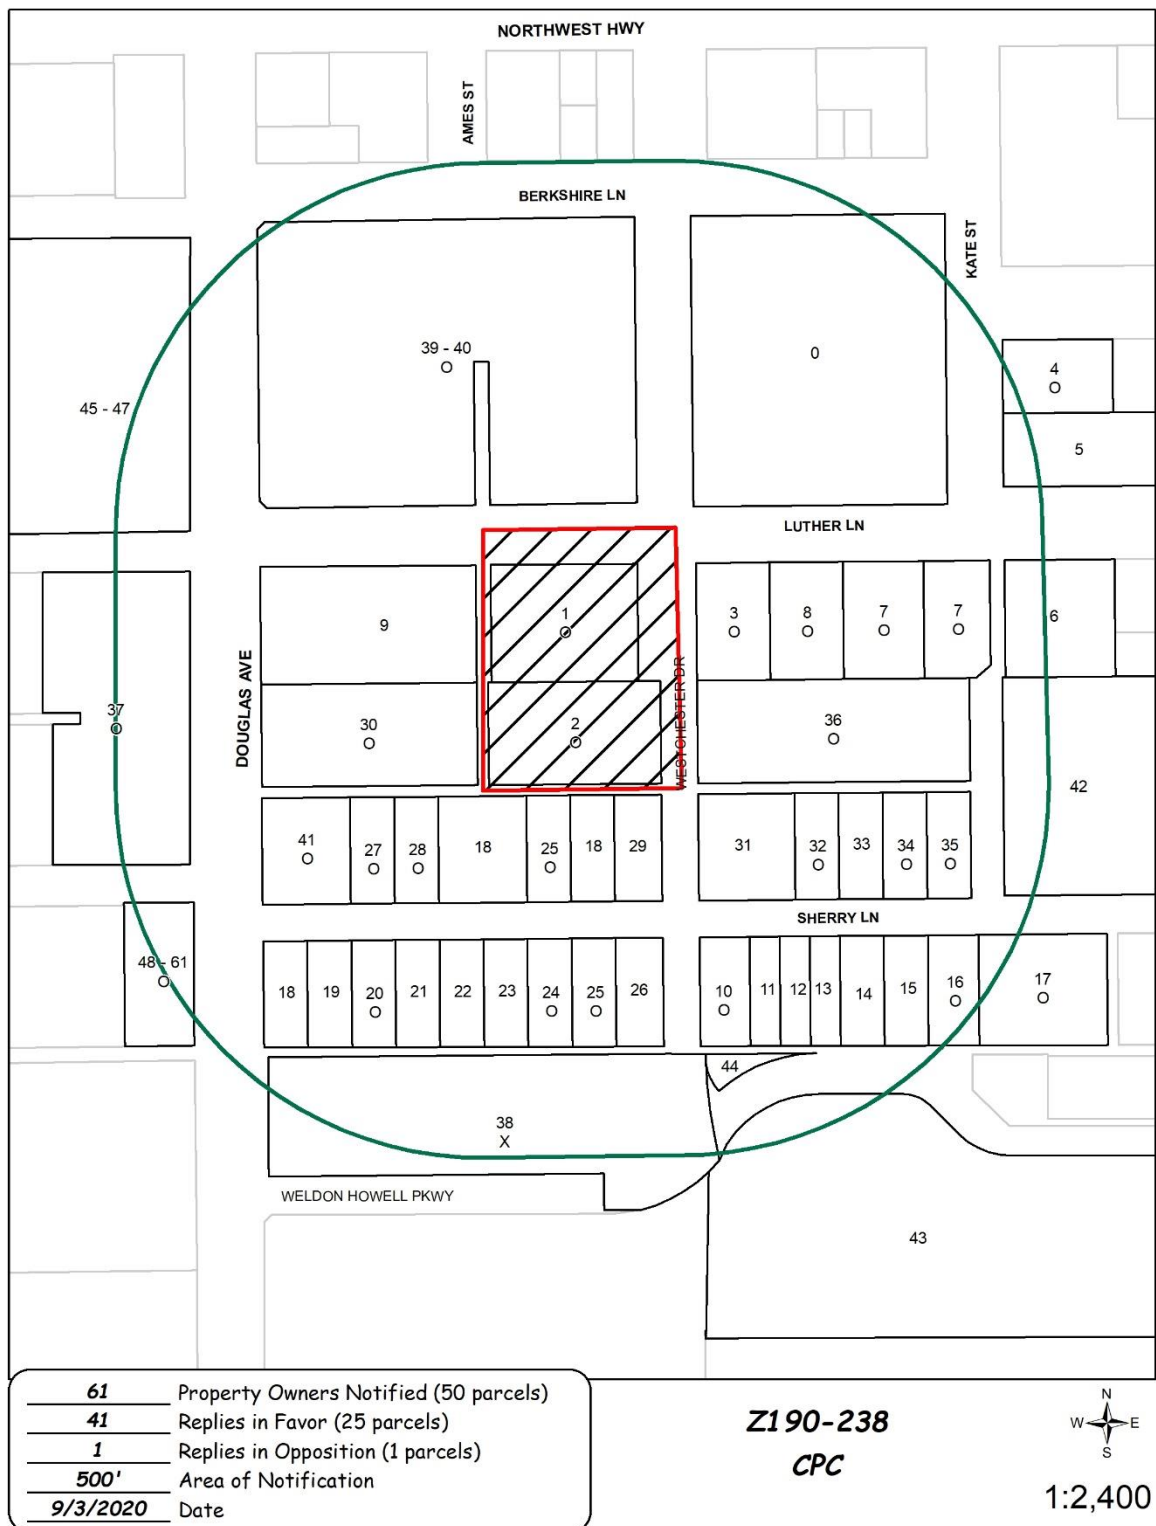 NORTHWEST HWY
AMES ST
BERKSHIRE LN
KATE ST
39 - 40
O
0
4
O
45 - 47
5
LUTHER LN
9
1
O
3
O
8
O
7
O
7
O
6
DOUGLAS AVE
WESTCHESTER DR
37
O
30
O
2
O
36
O
42
41
O
27
O
28
O
18
25
O
18
29
31
32
O
33
34
O
35
O
SHERRY LN
48 - 61
O
18
19
20
O
21
22
23
24
O
25
O
26
10
O
11
12
13
14
15
16
O
17
O
44
38
X
WELDON HOWELL PKWY
43
61 Property Owners Notified (50 parcels)
41 Replies in Favor (25 parcels)
1 Replies in Opposition (1 parcels)
500' Area of Notification
9/3/2020 Date
Z190-238
CPC
N
W E
S
1:2,400